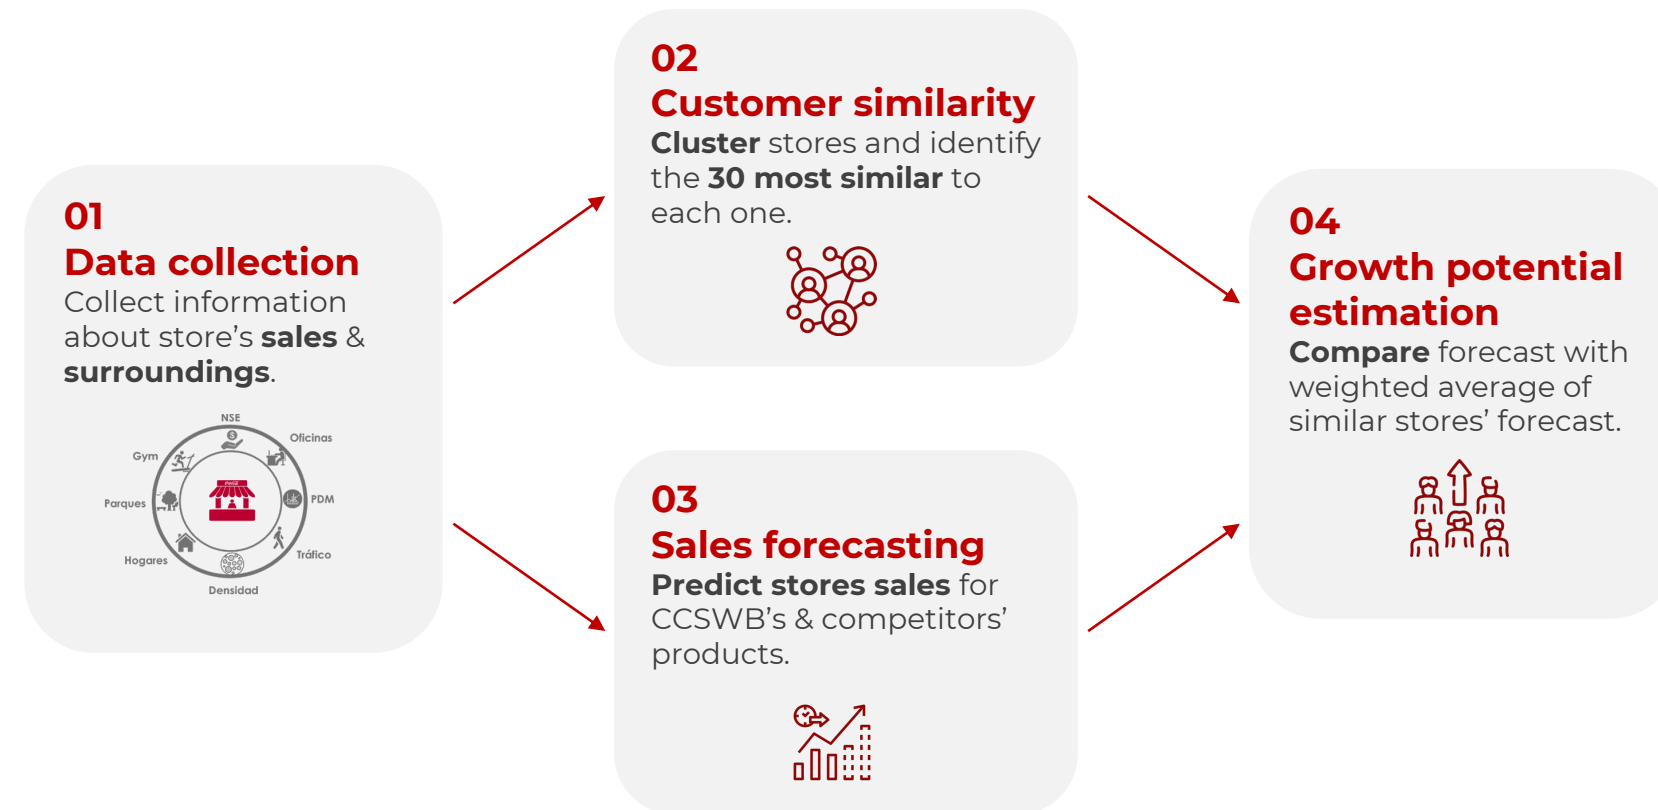 01
Data collection
Collect information
about store’s sales &
surroundings.
NSE
Oficinas
PDM
Tráfico
Densidad
Hogares
Parques
Gym
02
Customer similarity
Cluster stores and identify
the 30 most similar to
each one.
03
Sales forecasting
Predict stores sales for
CCSWB’s & competitors’
products.
04
Growth potential
estimation
Compare forecast with
weighted average of
similar stores’ forecast.